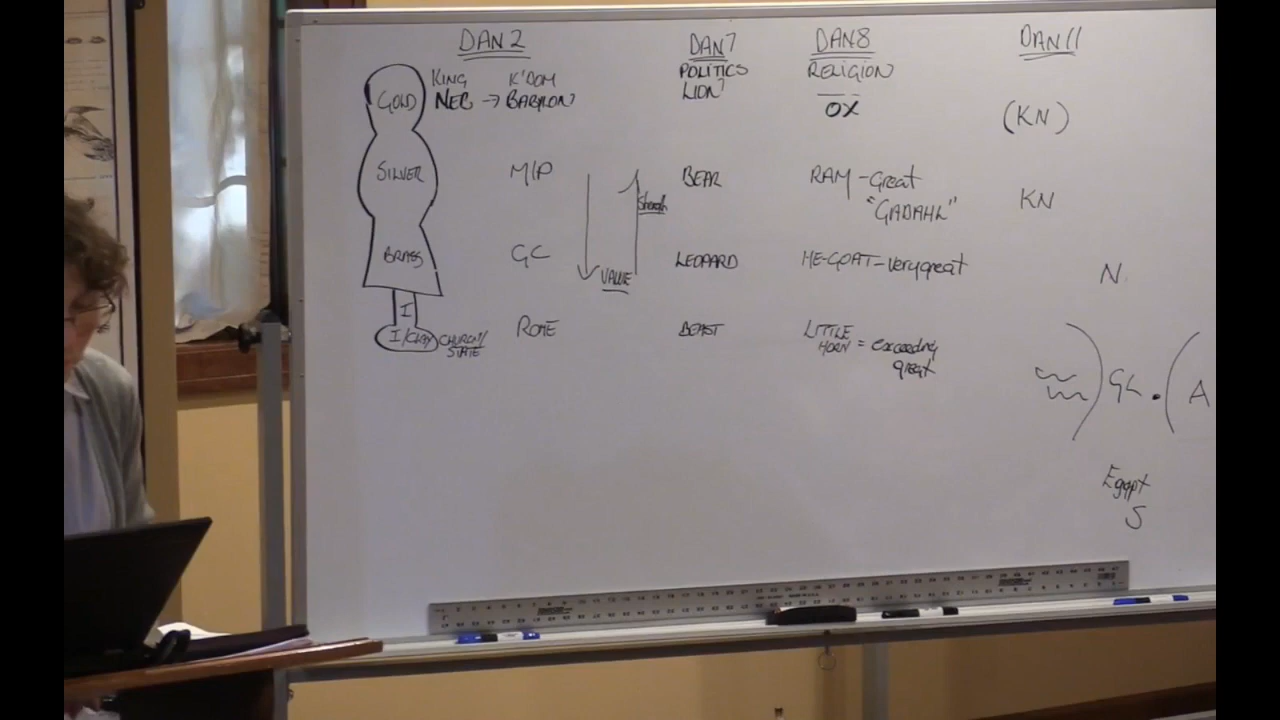 DAN 2
DAN 7
DAN 8
DAN 11
KING K'DOM
POLITICS
RELIGION
GOLD NEB → BABYLON
LION
OX
(KN)
SILVER M/P
BEAR
RAM - Great
"GADAHL"
KN
Strength
BRASS GC
VALUE
LEOPARD
HE-GOAT - very great
N
I
I/CLAY CHURCH/
STATE
ROME
BEAST
LITTLE
HORN = exceeding
great
A
Egypt
S